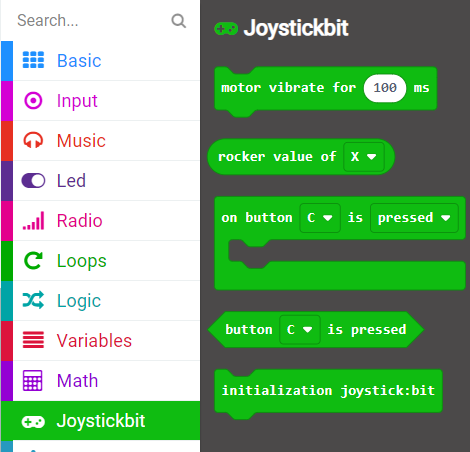 Search...
Basic
Input
Music
Led
Radio
Loops
Logic
Variables
Math
Joystickbit
Joystickbit
motor vibrate for 100 ms
rocker value of X
on button C is pressed
button C is pressed
initialization joystick:bit